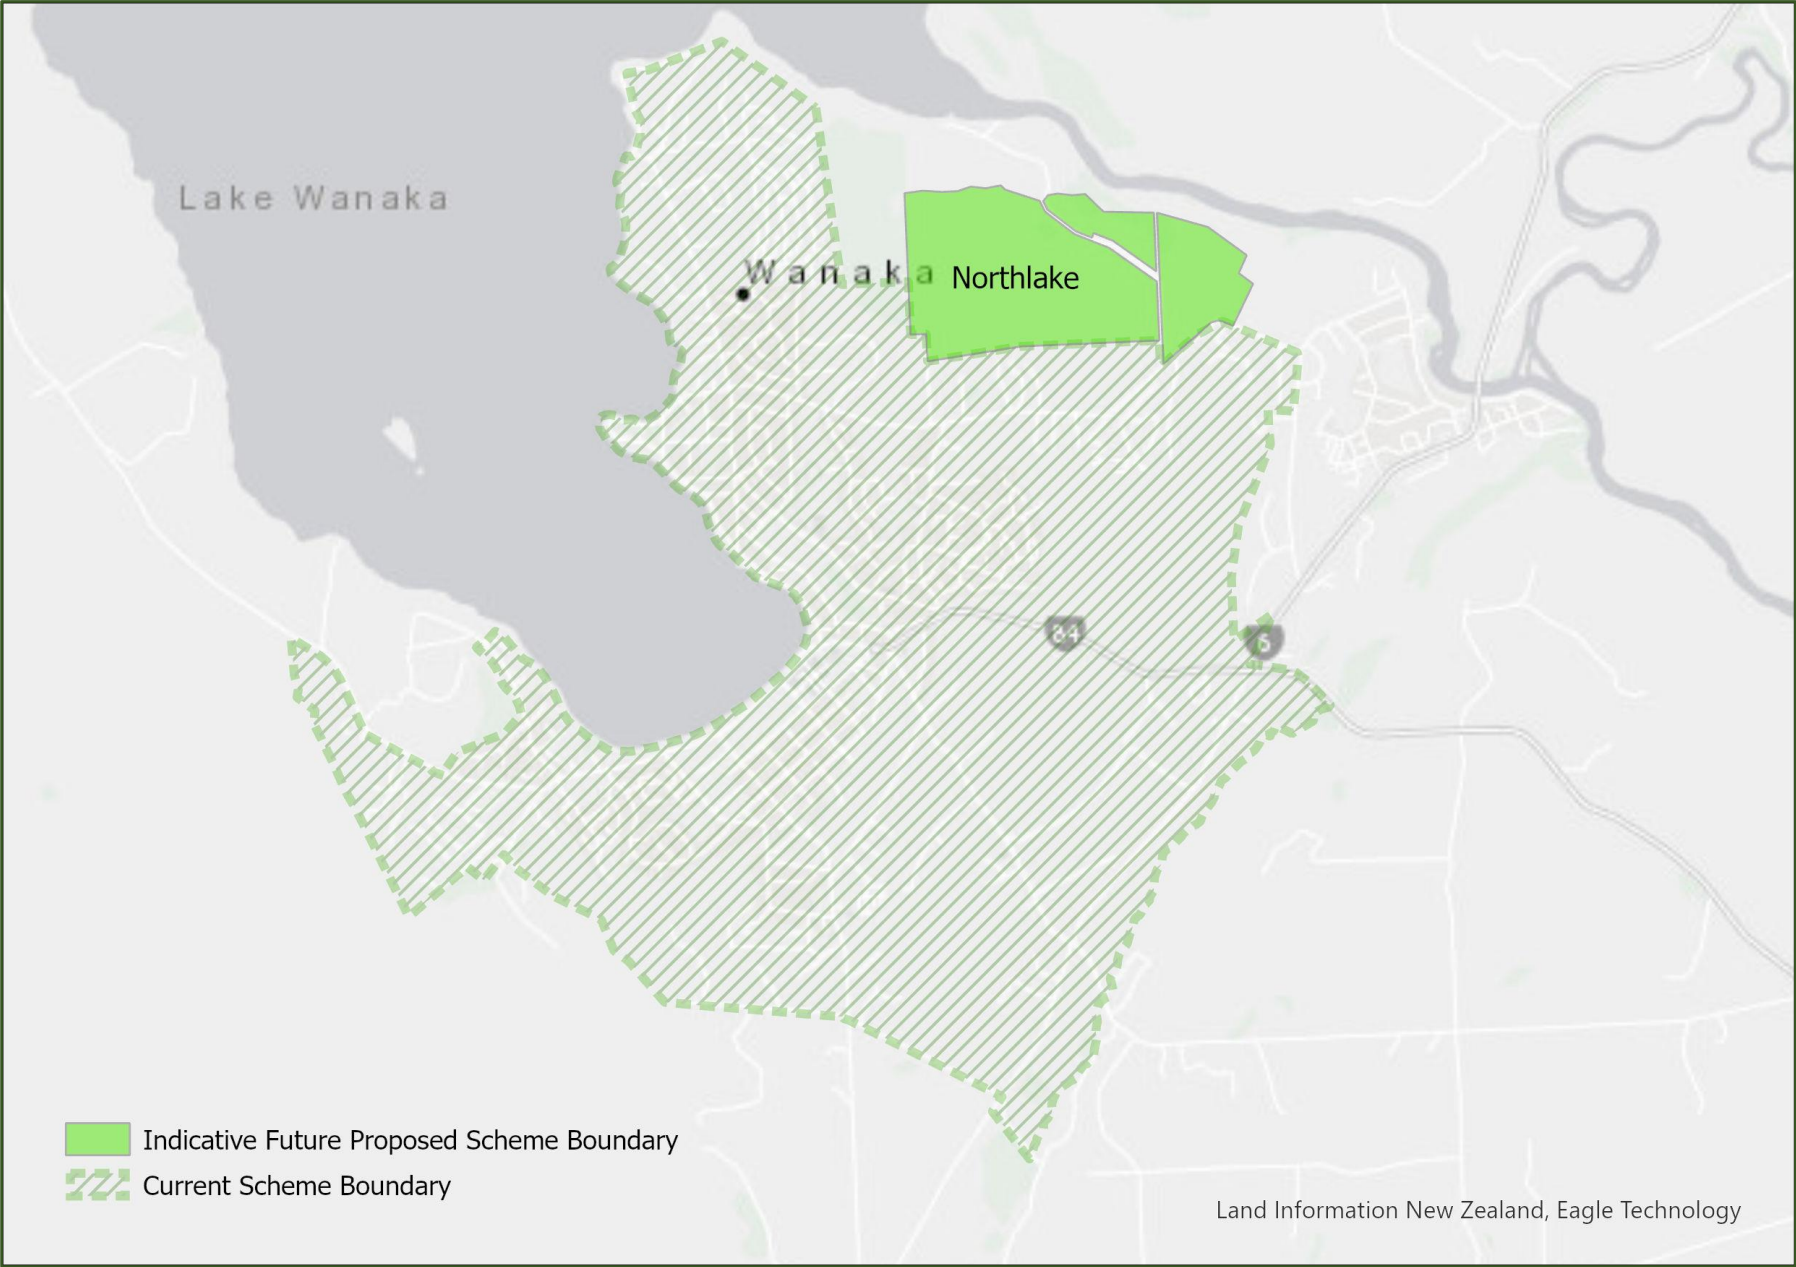 Lake Wanaka
Wanaka
Northlake
84
6
Indicative Future Proposed Scheme Boundary
Current Scheme Boundary
Land Information New Zealand, Eagle Technology